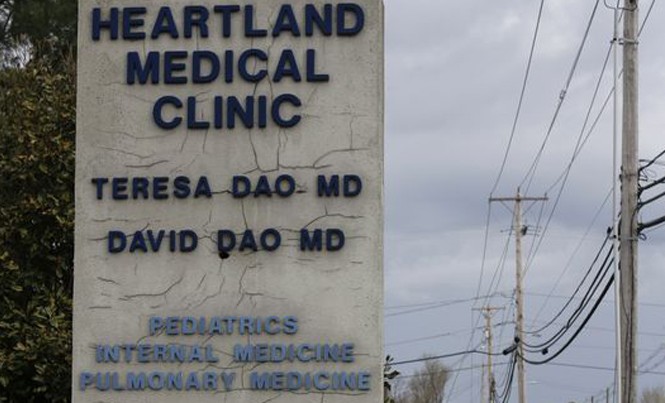 HEARTLAND
MEDICAL
CLINIC
TERESA DAO MD
DAVID DAO MD
PEDIATRICS
INTERNAL MEDICINE
PULMONARY MEDICINE